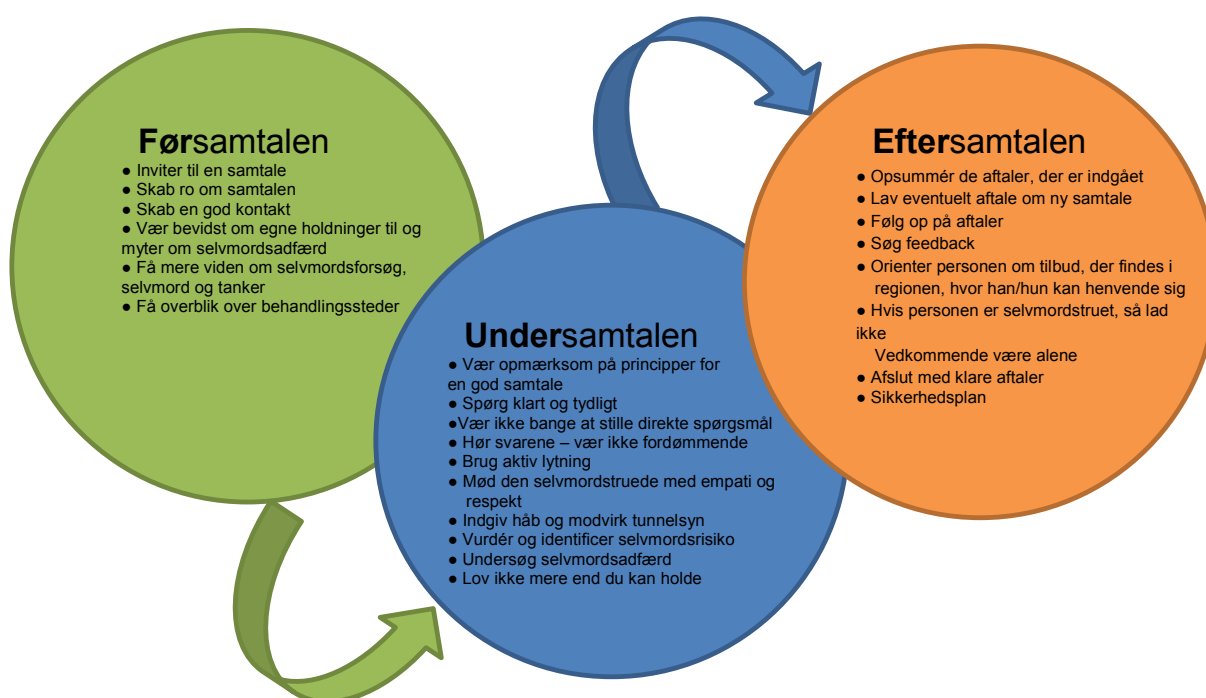 Førsamtalen
● Inviter til en samtale
● Skab ro om samtalen
● Skab en god kontakt
● Vær bevidst om egne holdninger til og
myter om selvmordsadfærd
● Få mere viden om selvmordsforsøg,
selvmord og tanker
● Få overblik over behandlingssteder
Undersamtalen
● Vær opmærksom på principper for
en god samtale
● Spørg klart og tydligt
●Vær ikke bange at stille direkte spørgsmål
● Hør svarene – vær ikke fordømmende
● Brug aktiv lytning
● Mød den selvmordstruede med empati og
respekt
● Indgiv håb og modvirk tunnelsyn
● Vurdér og identificer selvmordsrisiko
● Undersøg selvmordsadfærd
● Lov ikke mere end du kan holde
Eftersamtalen
● Opsummér de aftaler, der er indgået
● Lav eventuelt aftale om ny samtale
● Følg op på aftaler
● Søg feedback
● Orienter personen om tilbud, der findes i
regionen, hvor han/hun kan henvende sig
● Hvis personen er selvmordstruet, så lad
ikke
Vedkommende være alene
● Afslut med klare aftaler
● Sikkerhedsplan